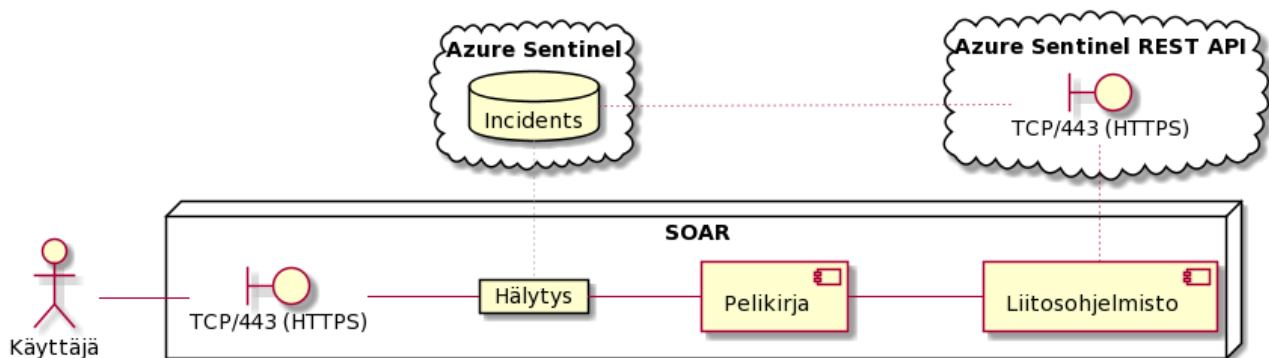 Azure Sentinel
Azure Sentinel REST API
Incidents
TCP/443 (HTTPS)
SOAR
Hälytys
Pelikirja
Liitosohjelmisto
TCP/443 (HTTPS)
Käyttäjä